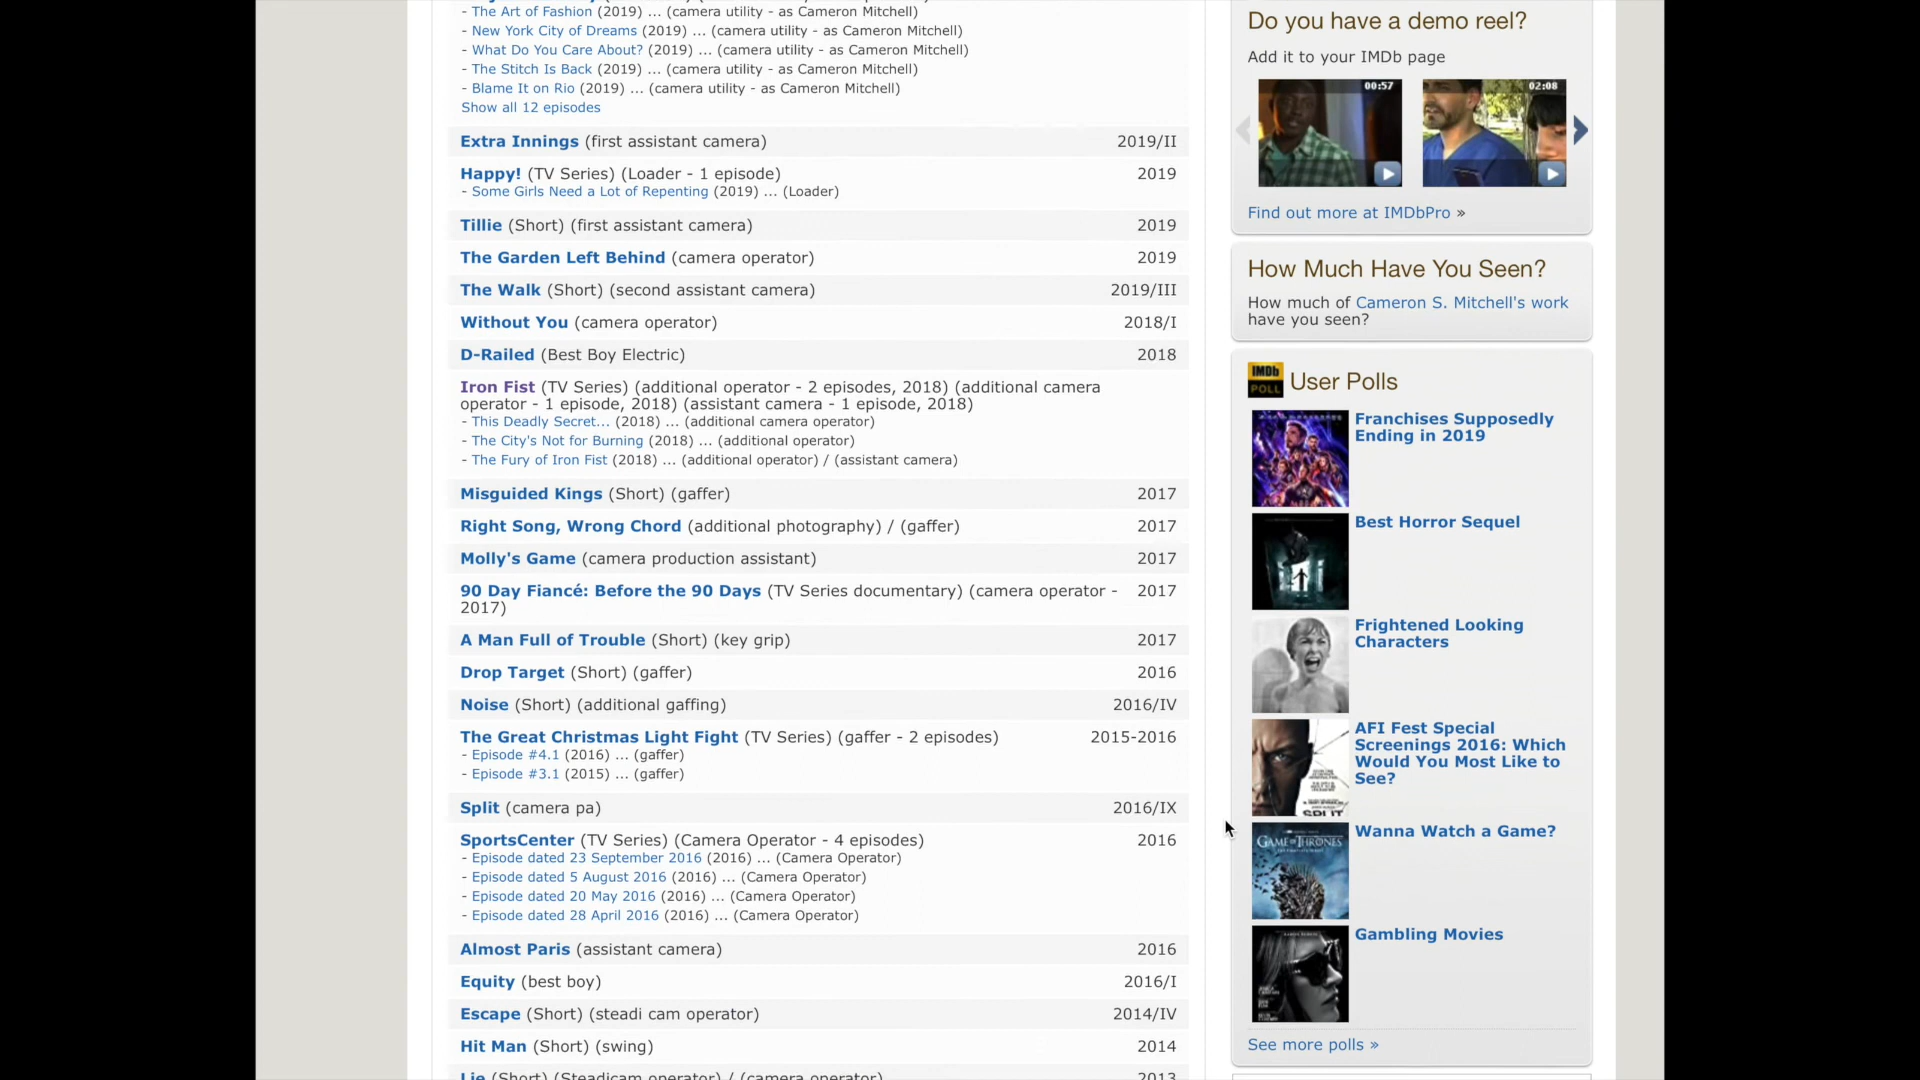 - The Art of Fashion (2019) ... (camera utility - as Cameron Mitchell)
- New York City of Dreams (2019) ... (camera utility - as Cameron Mitchell)
- What Do You Care About? (2019) ... (camera utility - as Cameron Mitchell)
- The Stitch Is Back (2019) ... (camera utility - as Cameron Mitchell)
- Blame It on Rio (2019) ... (camera utility - as Cameron Mitchell)
Show all 12 episodes
Extra Innings (first assistant camera) 2019/II
Happy! (TV Series) (Loader - 1 episode) 2019
- Some Girls Need a Lot of Repenting (2019) ... (Loader)
Tillie (Short) (first assistant camera) 2019
The Garden Left Behind (camera operator) 2019
The Walk (Short) (second assistant camera) 2019/III
Without You (camera operator) 2018/I
D-Railed (Best Boy Electric) 2018
Iron Fist (TV Series) (additional operator - 2 episodes, 2018) (additional camera
operator - 1 episode, 2018) (assistant camera - 1 episode, 2018)
- This Deadly Secret... (2018) ... (additional camera operator)
- The City's Not for Burning (2018) ... (additional operator)
- The Fury of Iron Fist (2018) ... (additional operator) / (assistant camera)
Misguided Kings (Short) (gaffer) 2017
Right Song, Wrong Chord (additional photography) / (gaffer) 2017
Molly's Game (camera production assistant) 2017
90 Day Fiancé: Before the 90 Days (TV Series documentary) (camera operator - 2017
2017)
A Man Full of Trouble (Short) (key grip) 2017
Drop Target (Short) (gaffer) 2016
Noise (Short) (additional gaffing) 2016/IV
The Great Christmas Light Fight (TV Series) (gaffer - 2 episodes) 2015-2016
- Episode #4.1 (2016) ... (gaffer)
- Episode #3.1 (2015) ... (gaffer)
Split (camera pa) 2016/IX
SportsCenter (TV Series) (Camera Operator - 4 episodes) 2016
- Episode dated 23 September 2016 (2016) ... (Camera Operator)
- Episode dated 5 August 2016 (2016) ... (Camera Operator)
- Episode dated 20 May 2016 (2016) ... (Camera Operator)
- Episode dated 28 April 2016 (2016) ... (Camera Operator)
Almost Paris (assistant camera) 2016
Equity (best boy) 2016/I
Escape (Short) (steadi cam operator) 2014/IV
Hit Man (Short) (swing) 2014
Lie (Short) (Steadicam operator) / (camera operator) 2013
Do you have a demo reel?
Add it to your IMDb page
00:57
02:08
Find out more at IMDbPro »
How Much Have You Seen?
How much of Cameron S. Mitchell's work
have you seen?
IMDb
POLL
User Polls
Franchises Supposedly
Ending in 2019
Best Horror Sequel
Frightened Looking
Characters
AFI Fest Special
Screenings 2016: Which
Would You Most Like to
See?
SPLIT
Wanna Watch a Game?
GAME OF THRONES
Gambling Movies
See more polls »